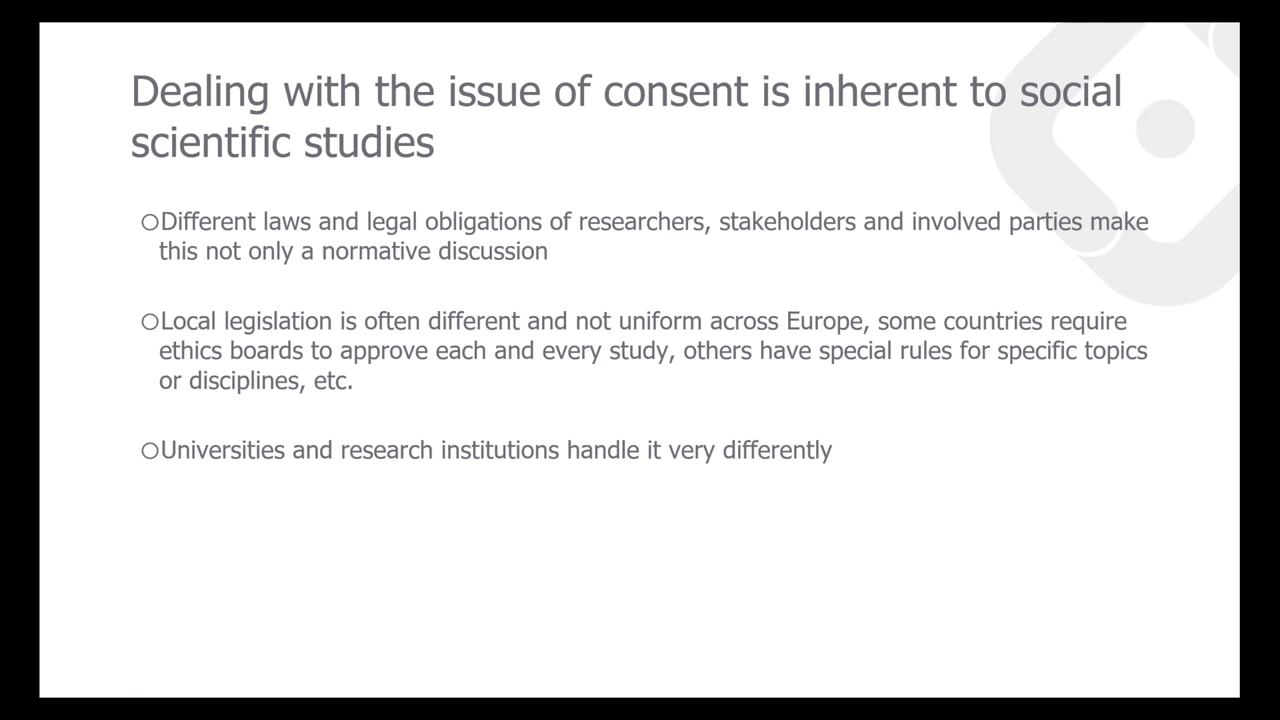 Dealing with the issue of consent is inherent to social
scientific studies
○Different laws and legal obligations of researchers, stakeholders and involved parties make
this not only a normative discussion
○Local legislation is often different and not uniform across Europe, some countries require
ethics boards to approve each and every study, others have special rules for specific topics
or disciplines, etc.
○Universities and research institutions handle it very differently